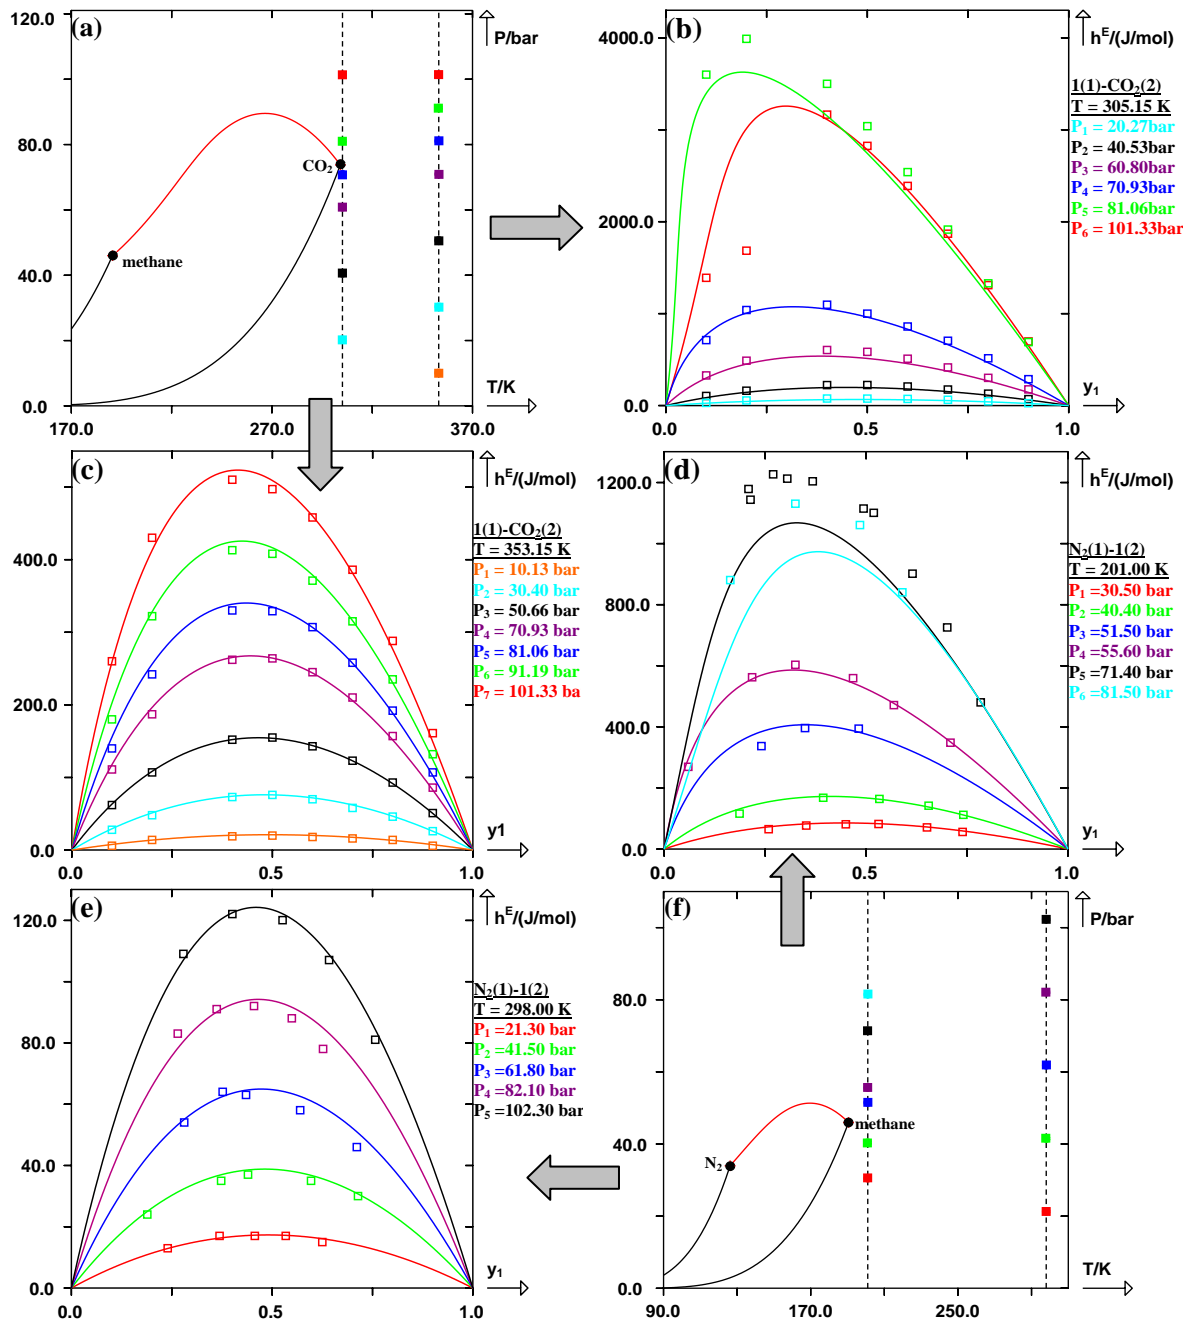 (a)
120.0
P/bar
80.0
CO2
methane
40.0
T/K
0.0
170.0 270.0 370.0
(b)
4000.0
hE/(J/mol)
1(1)-CO2(2)
T = 305.15 K
P1 = 20.27bar
P2 = 40.53bar
P3 = 60.80bar
P4 = 70.93bar
P5 = 81.06bar
P6 = 101.33bar
2000.0
y1
0.0
0.0 0.5 1.0
(c)
hE/(J/mol)
1(1)-CO2(2)
T = 353.15 K
P1 = 10.13 bar
P2 = 30.40 bar
P3 = 50.66 bar
P4 = 70.93 bar
P5 = 81.06 bar
P6 = 91.19 bar
P7 = 101.33 ba
400.0
200.0
y1
0.0
0.0 0.5 1.0
(d)
1200.0
hE/(J/mol)
N2(1)-1(2)
T = 201.00 K
P1 =30.50 bar
P2 =40.40 bar
P3 =51.50 bar
P4 =55.60 bar
P5 =71.40 bar
P6 =81.50 bar
800.0
400.0
y1
0.0
0.0 0.5 1.0
(e)
120.0
hE/(J/mol)
N2(1)-1(2)
T = 298.00 K
P1 =21.30 bar
P2 =41.50 bar
P3 =61.80 bar
P4 =82.10 bar
P5 =102.30 bar
80.0
40.0
y1
0.0
0.0 0.5 1.0
(f)
P/bar
80.0
methane
N2
40.0
T/K
0.0
90.0 170.0 250.0